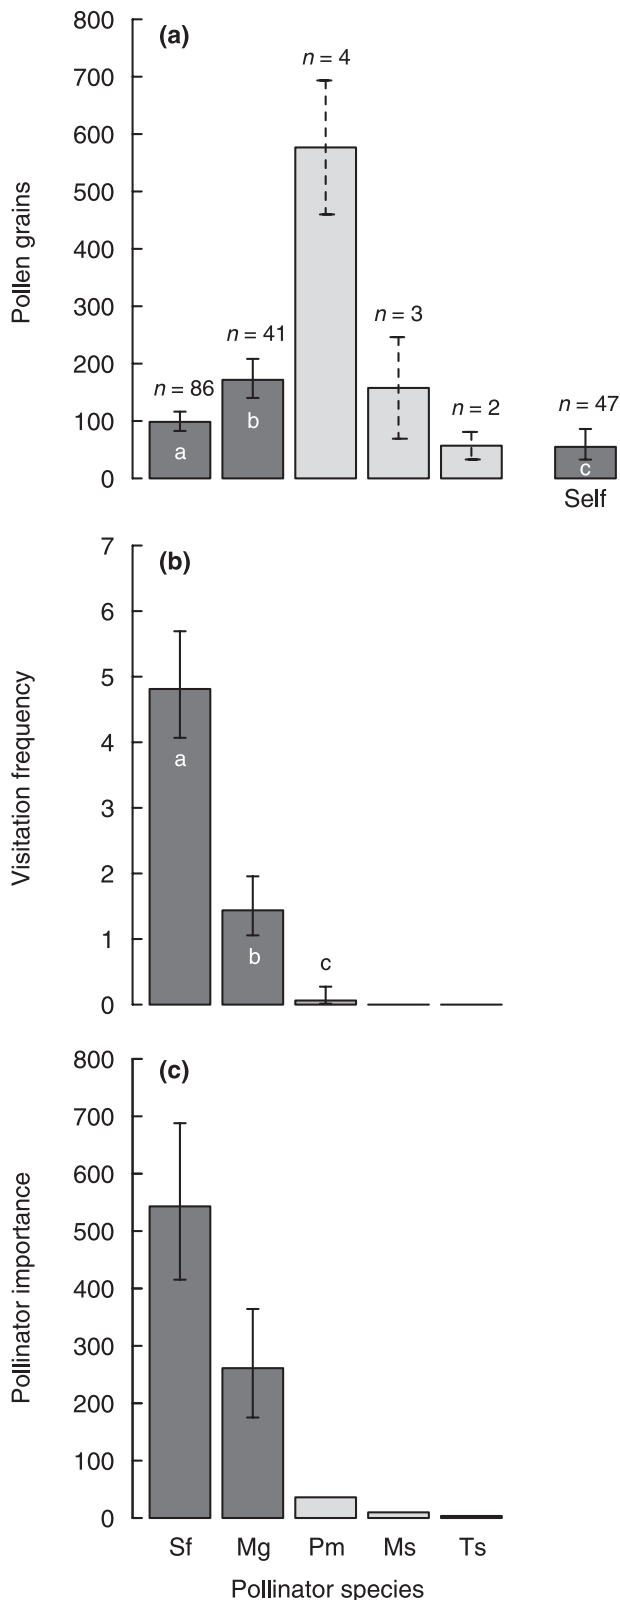 800
(a)
n = 4
700
600
500
400
Pollen grains
300
n = 3
n = 41
200
n = 86
n = 2
n = 47
100
a
b
c
0
Self
7
(b)
6
5
4
a
Visitation frequency
3
2
1
b
c
0
800
(c)
700
600
500
400
Pollinator importance
300
200
100
0
Sf Mg Pm Ms Ts
Pollinator species